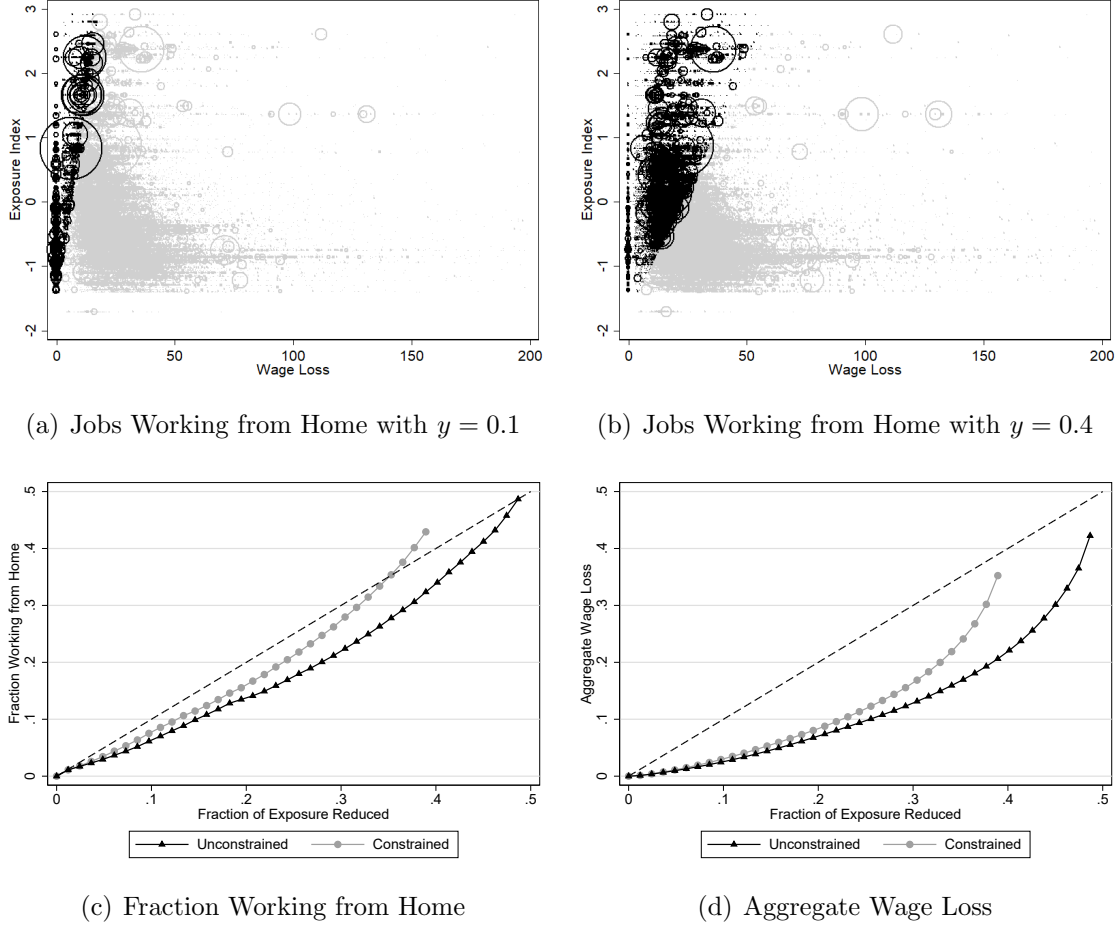 3
2
1
0
-1
-2
Exposure Index
0
50
100
150
200
Wage Loss
(a) Jobs Working from Home with y = 0.1
3
2
1
0
-1
-2
Exposure Index
0
50
100
150
200
Wage Loss
(b) Jobs Working from Home with y = 0.4
.5
.4
.3
.2
.1
0
Fraction Working from Home
0
.1
.2
.3
.4
.5
Fraction of Exposure Reduced
Unconstrained
Constrained
(c) Fraction Working from Home
.5
.4
.3
.2
.1
0
Aggregate Wage Loss
0
.1
.2
.3
.4
.5
Fraction of Exposure Reduced
Unconstrained
Constrained
(d) Aggregate Wage Loss